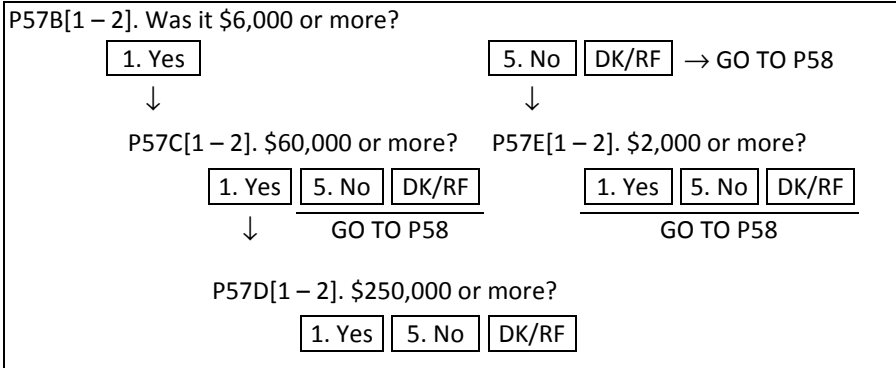 P57B[1 – 2]. Was it $6,000 or more?
1. Yes 5. No DK/RF → GO TO P58
↓ ↓
P57C[1 – 2]. $60,000 or more? P57E[1 – 2]. $2,000 or more?
1. Yes 5. No DK/RF 1. Yes 5. No DK/RF
↓ GO TO P58 GO TO P58
P57D[1 – 2]. $250,000 or more?
1. Yes 5. No DK/RF